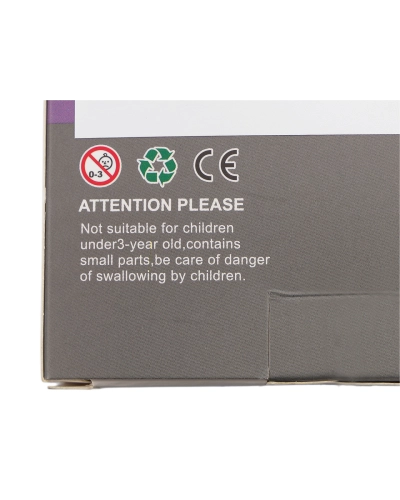 0-3 CE
ATTENTION PLEASE
Not suitable for children
under3-year old,contains
small parts,be care of danger
of swallowing by children.